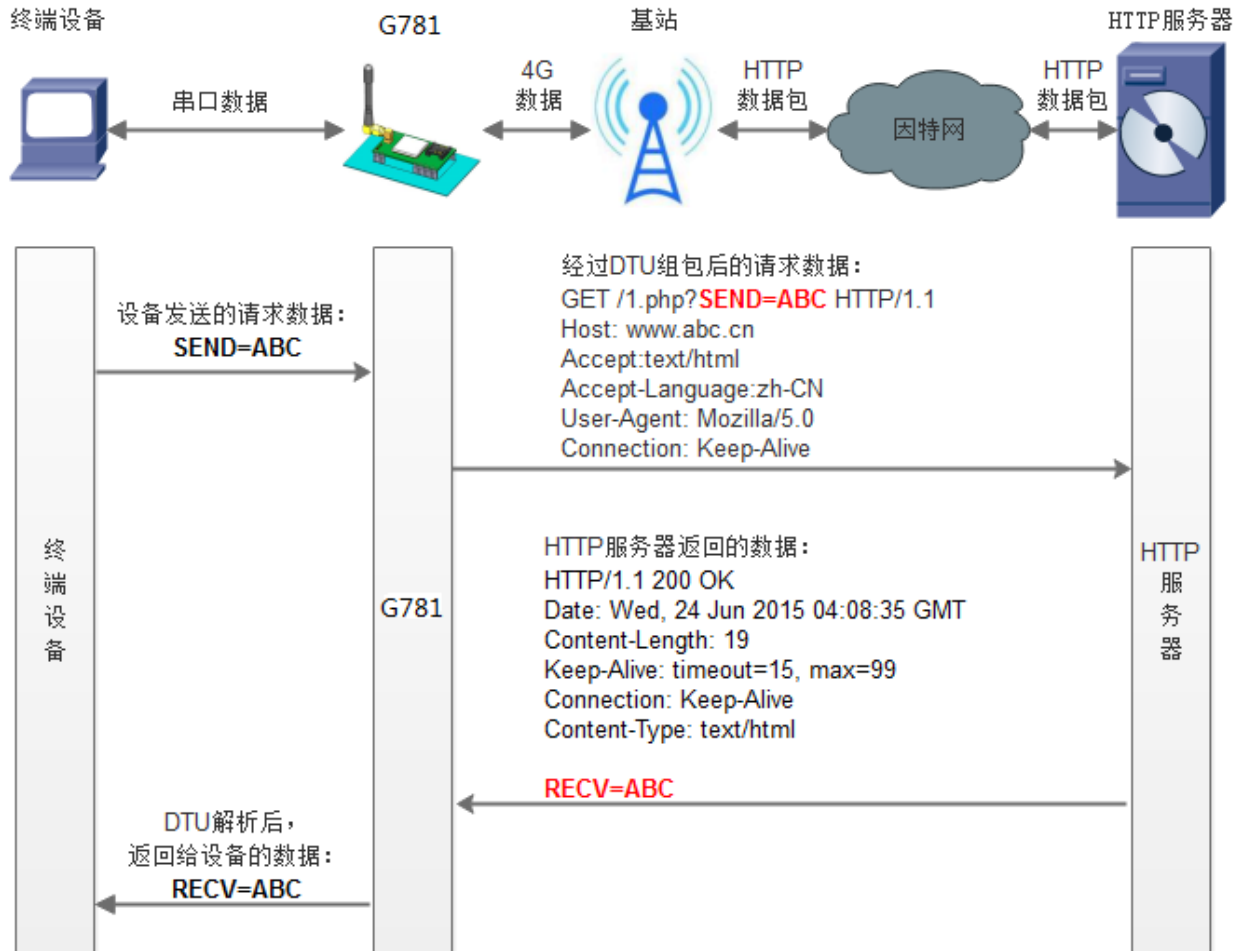 终端设备
G781
基站
HTTP服务器
串口数据
4G
数据
HTTP
数据包
因特网
HTTP
数据包
设备发送的请求数据:
SEND=ABC
经过DTU组包后的请求数据:
GET /1.php?SEND=ABC HTTP/1.1
Host: www.abc.cn
Accept:text/html
Accept-Language:zh-CN
User-Agent: Mozilla/5.0
Connection: Keep-Alive
终
端
设
备
G781
HTTP
服
务
器
HTTP服务器返回的数据:
HTTP/1.1 200 OK
Date: Wed, 24 Jun 2015 04:08:35 GMT
Content-Length: 19
Keep-Alive: timeout=15, max=99
Connection: Keep-Alive
Content-Type: text/html
RECV=ABC
DTU解析后,
返回给设备的数据:
RECV=ABC